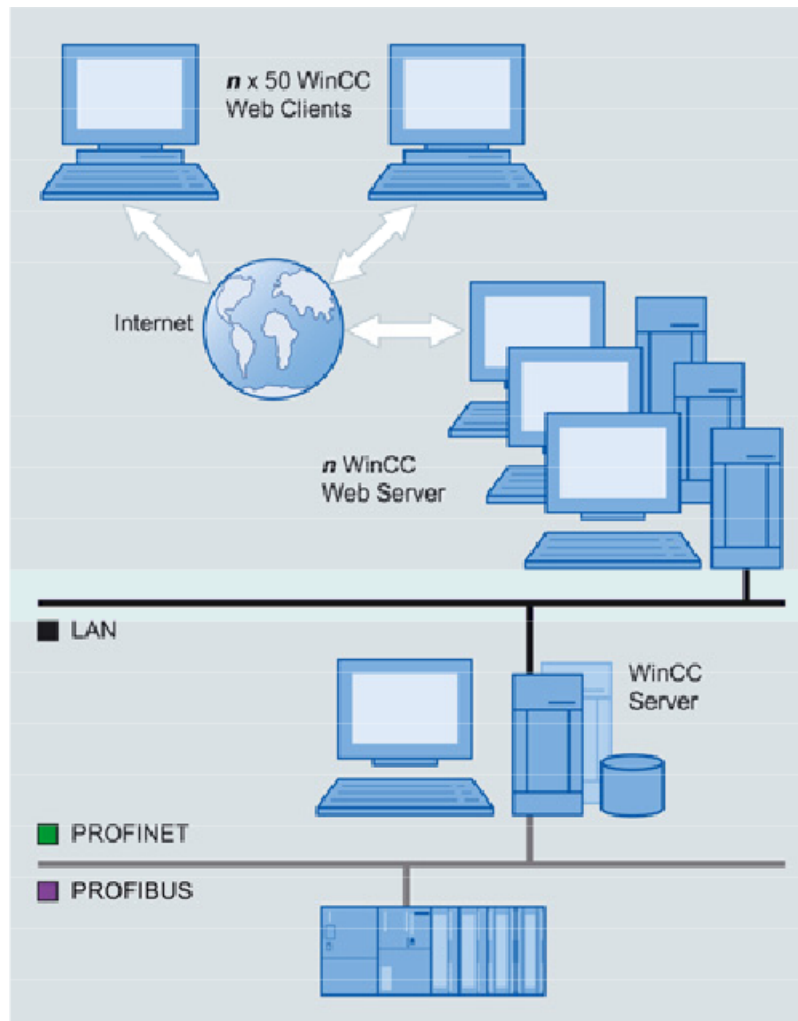 n x 50 WinCC
Web Clients
Internet
n WinCC
Web Server
LAN
WinCC
Server
PROFINET
PROFIBUS